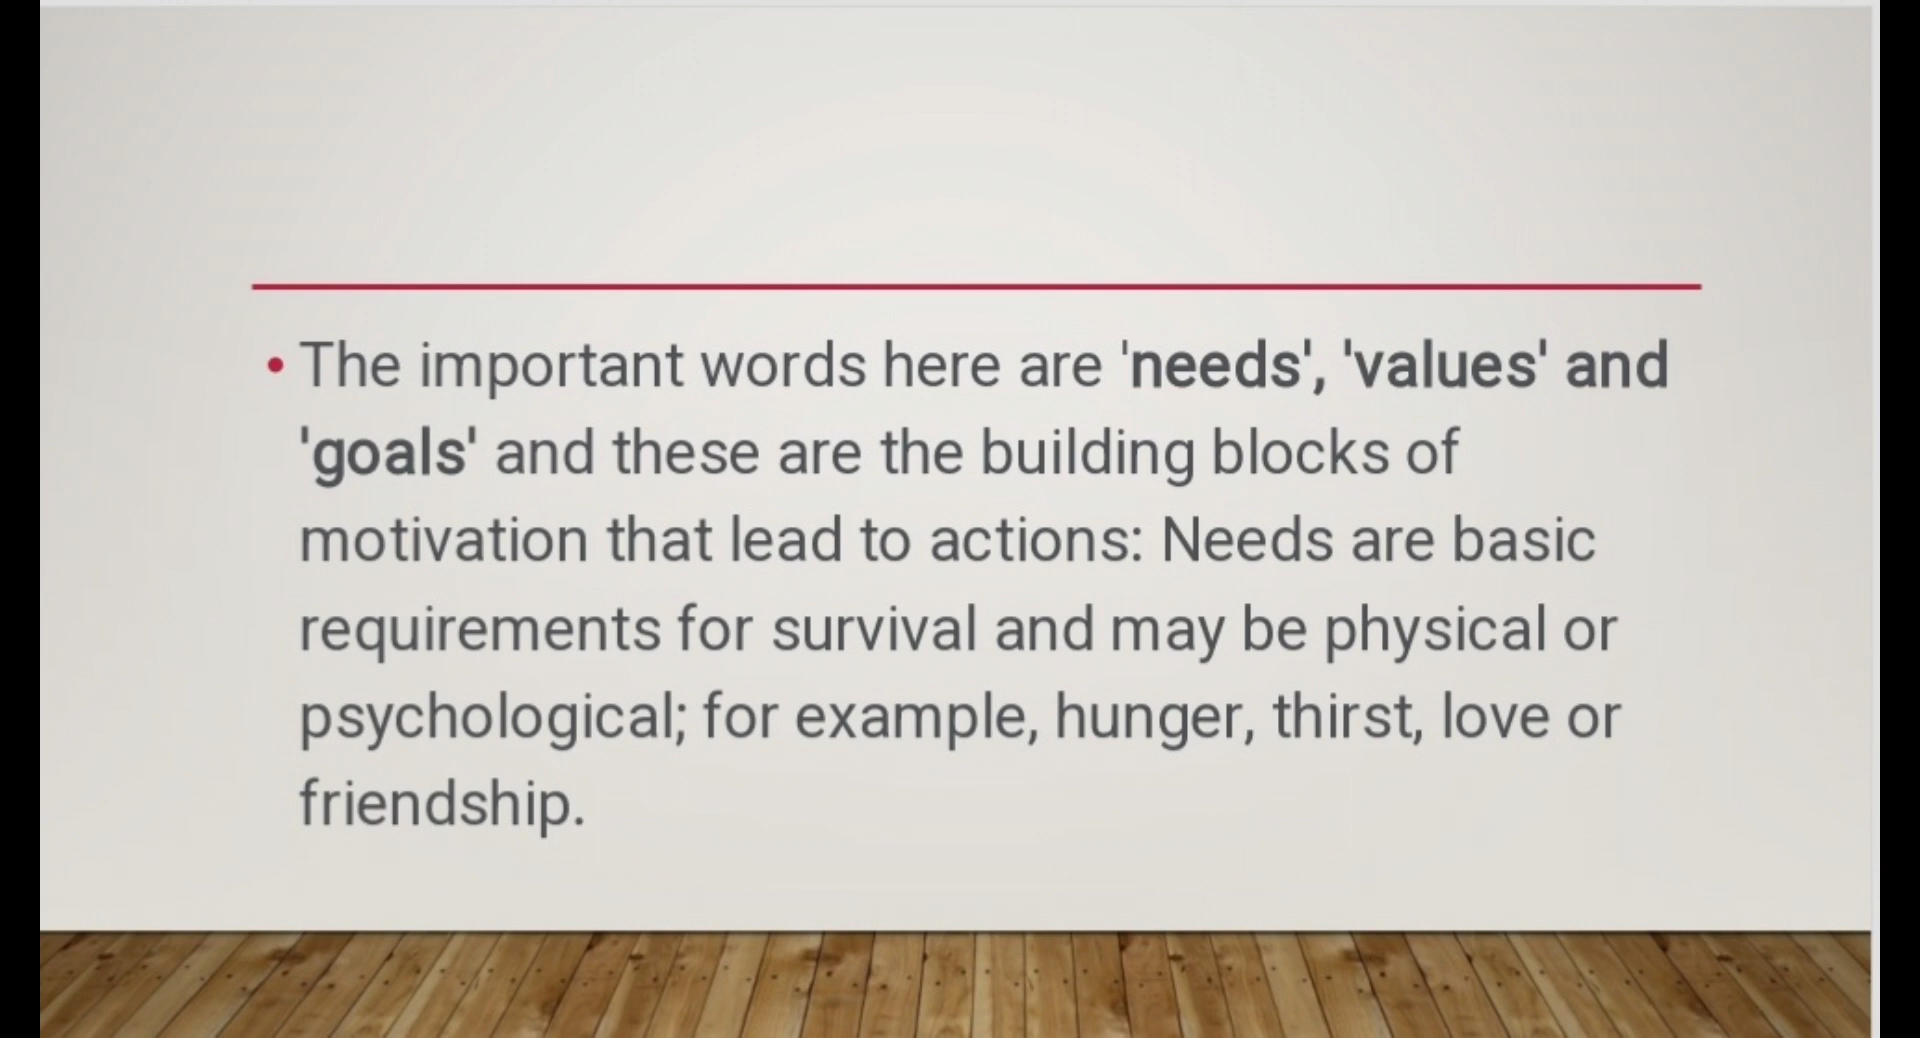 • The important words here are 'needs', 'values' and
'goals' and these are the building blocks of
motivation that lead to actions: Needs are basic
requirements for survival and may be physical or
psychological; for example, hunger, thirst, love or
friendship.